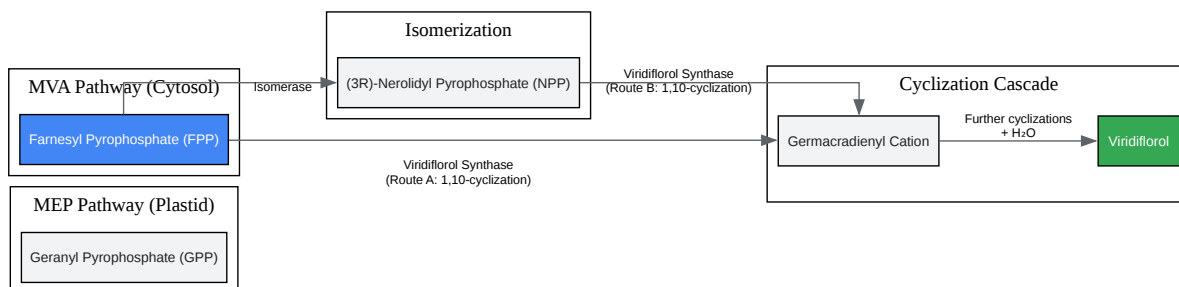 Isomerization
(3R)-Nerolidyl Pyrophosphate (NPP)
MVA Pathway (Cytosol)
Farnesyl Pyrophosphate (FPP)
Isomerase
Viridiflorol Synthase
(Route B: 1,10-cyclization)
Viridiflorol Synthase
(Route A: 1,10-cyclization)
Cyclization Cascade
Germacradienyl Cation
Further cyclizations
+ H₂O
Viridiflorol
MEP Pathway (Plastid)
Geranyl Pyrophosphate (GPP)